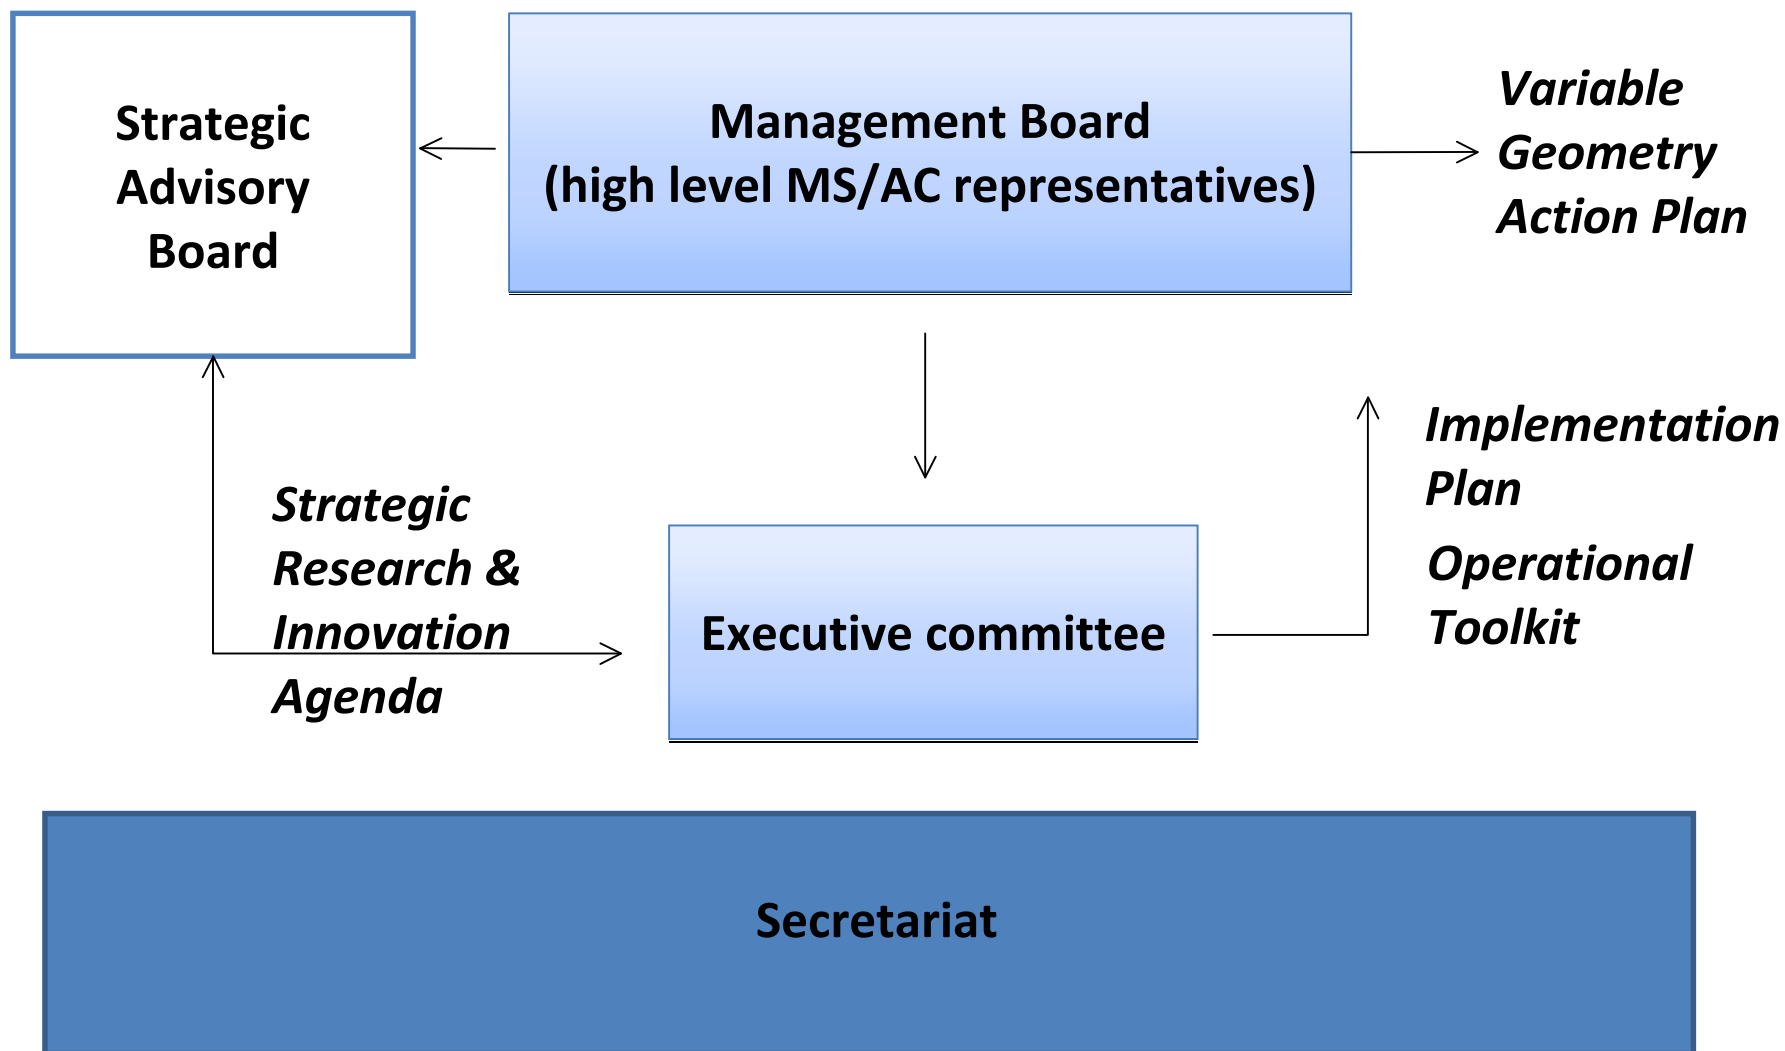 Strategic
Advisory
Board
Management Board
(high level MS/AC representatives)
Variable
Geometry
Action Plan
Strategic
Research &
Innovation
Agenda
Executive committee
Implementation
Plan
Operational
Toolkit
Secretariat